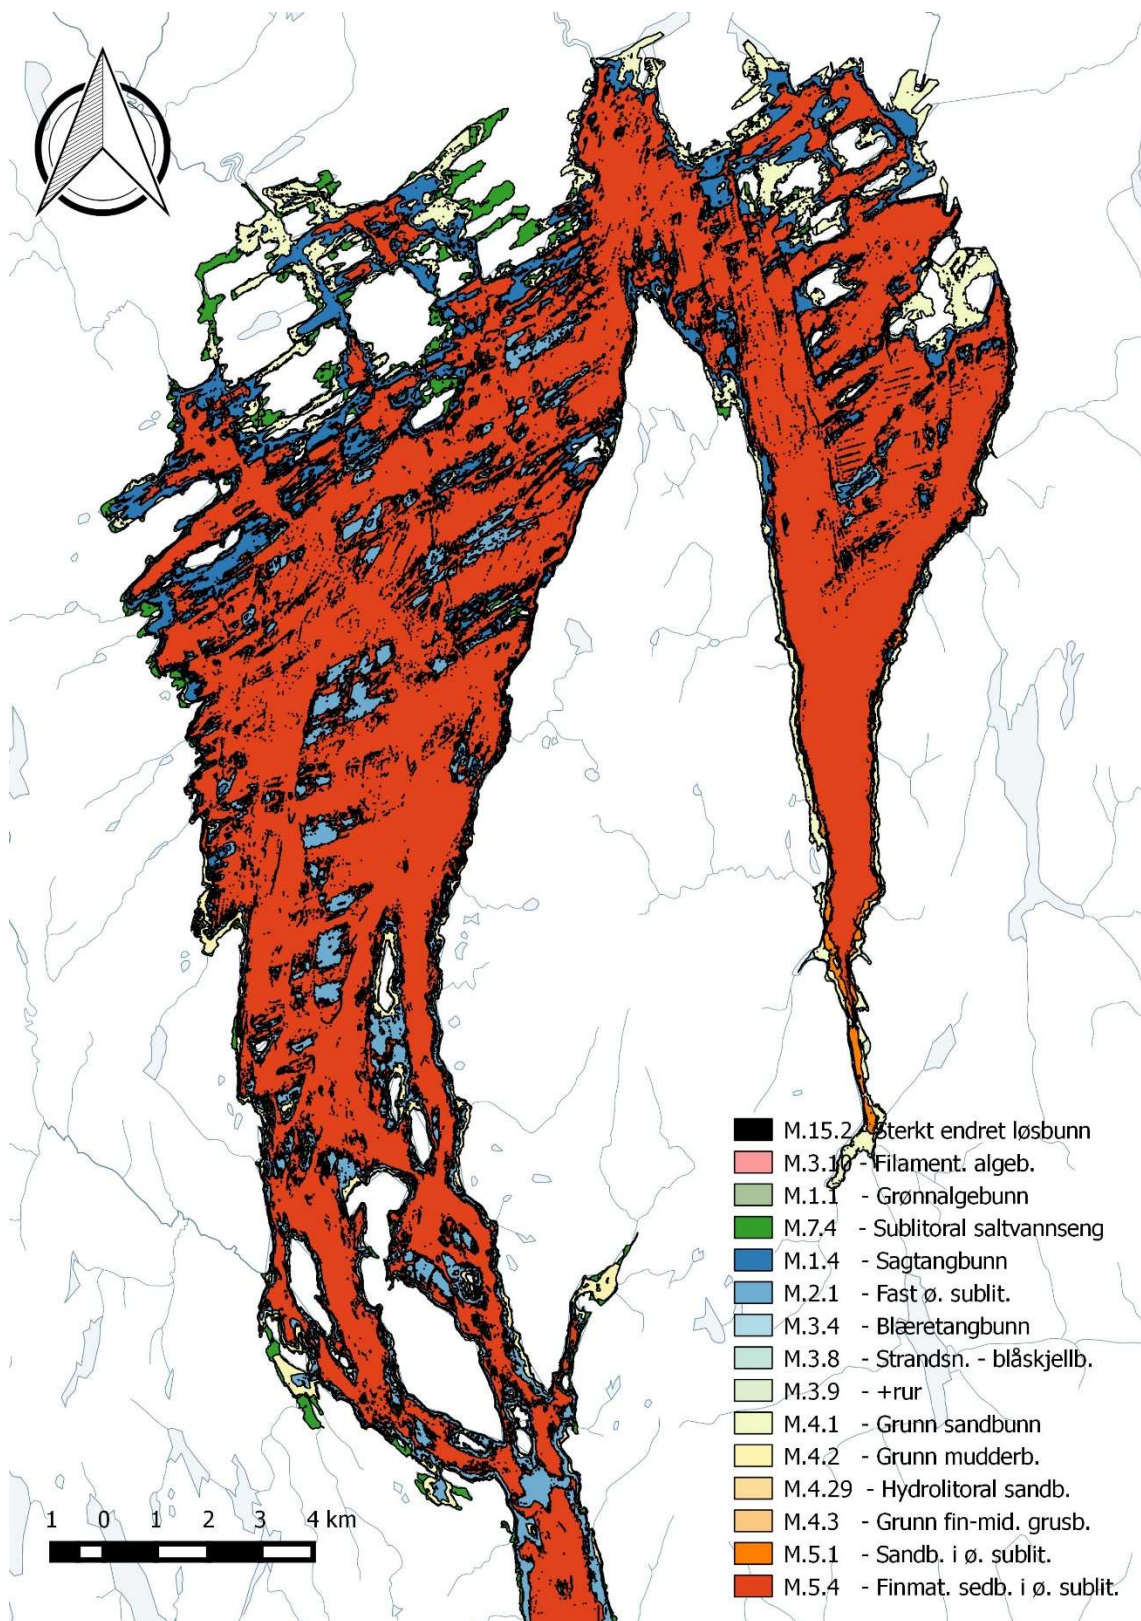 M.15.2 - Sterkt endret løsbunn
M.3.10 - Filament. algeb.
M.1.1 - Grønnalgebunn
M.7.4 - Sublitoral saltvannseng
M.1.4 - Sagtangbunn
M.2.1 - Fast ø. sublit.
M.3.4 - Blæretangbunn
M.3.8 - Strandsn. - blåskjellb.
M.3.9 - +rur
M.4.1 - Grunn sandbunn
M.4.2 - Grunn mudderb.
M.4.29 - Hydrolitoral sandb.
M.4.3 - Grunn fin-mid. grusb.
M.5.1 - Sandb. i ø. sublit.
M.5.4 - Finmat. sedb. i ø. sublit.
1 0 1 2 3 4 km